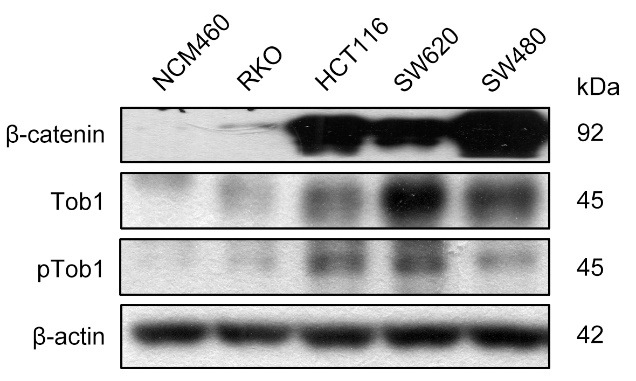 NCM460 RKO HCT116 SW620 SW480
kDa
β-catenin 92
Tob1 45
pTob1 45
β-actin 42